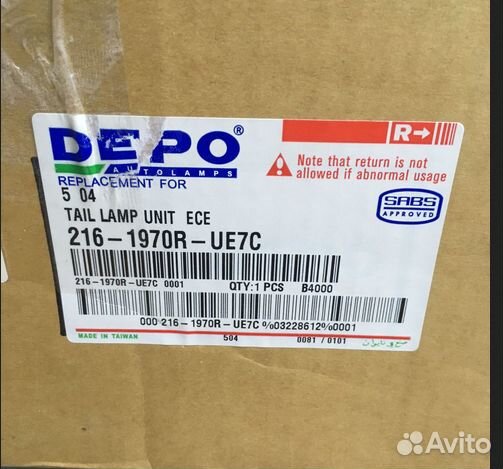 DEPO®
AUTOLAMPS
R→
Note that return is not
allowed if abnormal usage
REPLACEMENT FOR
5 04
TAIL LAMP UNIT ECE
SABS
APPROVED
216-1970R-UE7C
216-1970R-UE7C 0001 QTY:1 PCS B4000
000 216-1970R-UE7C %03228612%0001
MADE IN TAIWAN 504 0081 / 0101
Avito